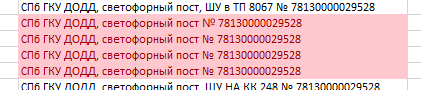 СПб ГКУ ДОДД, светофорный пост, ШУ в ТП 8067 № 78130000029528
СПб ГКУ ДОДД, светофорный пост № 78130000029528
СПб ГКУ ДОДД, светофорный пост, № 78130000029528
СПб ГКУ ДОДД, светофорный пост, № 78130000029528
СПб ГКУ ДОДД, светофорный пост, № 78130000029528
СПб ГКУ ДОДД, светофорный пост, ШУ НА КК 248 № 78130000029528